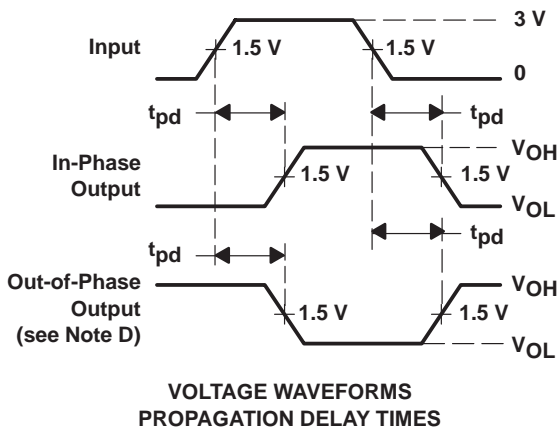 3 V
Input
1.5 V
1.5 V
0
tpd
tpd
In-Phase
Output
VOH
1.5 V
1.5 V
VOL
tpd
tpd
Out-of-Phase
Output
(see Note D)
VOH
1.5 V
1.5 V
VOL
VOLTAGE WAVEFORMS
PROPAGATION DELAY TIMES